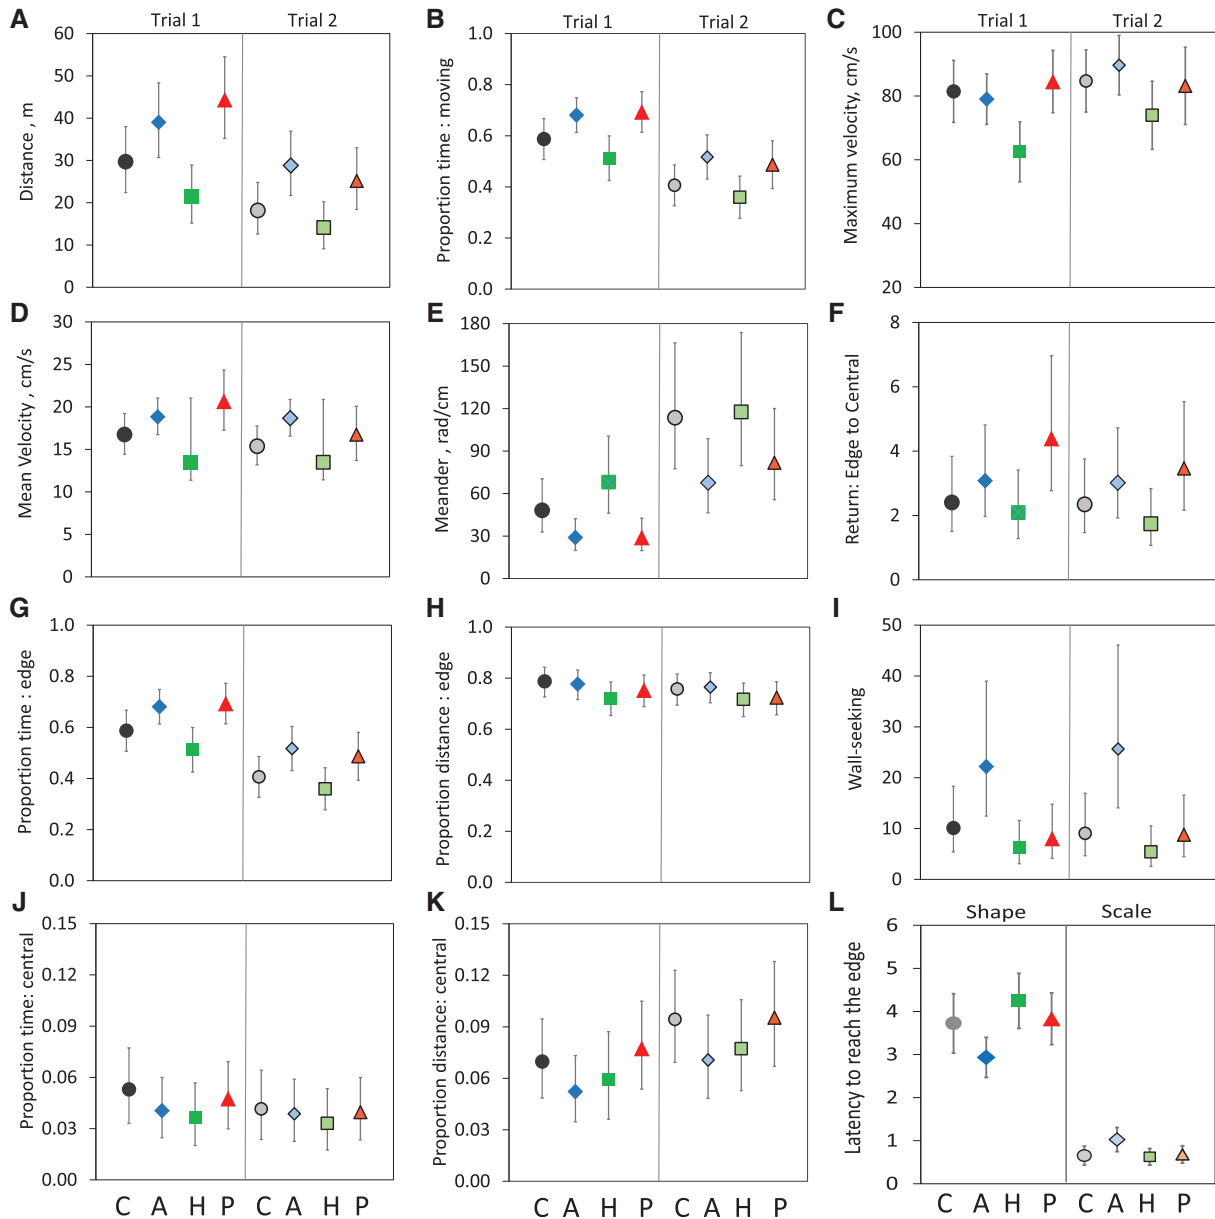 A
Trial 1
Trial 2
Distance , m
60
50
40
30
20
10
0
B
Trial 1
Trial 2
Proportion time : moving
1.0
0.8
0.6
0.4
0.2
0.0
C
Trial 1
Trial 2
Maximum velocity, cm/s
100
80
60
40
20
D
Mean Velocity , cm/s
30
25
20
15
10
5
0
E
Meander , rad/cm
180
150
120
90
60
30
0
F
Return: Edge to Central
8
6
4
2
0
G
Proportion time : edge
1.0
0.8
0.6
0.4
0.2
0.0
H
Proportion distance : edge
1.0
0.8
0.6
0.4
0.2
0.0
I
Wall-seeking
50
40
30
20
10
0
J
Proportion time: central
0.15
0.12
0.09
0.06
0.03
0.00
C A H P C A H P
K
Proportion distance: central
0.15
0.12
0.09
0.06
0.03
0.00
C A H P C A H P
L
Shape
Scale
Latency to reach the edge
6
5
4
3
2
1
0
C A H P C A H P